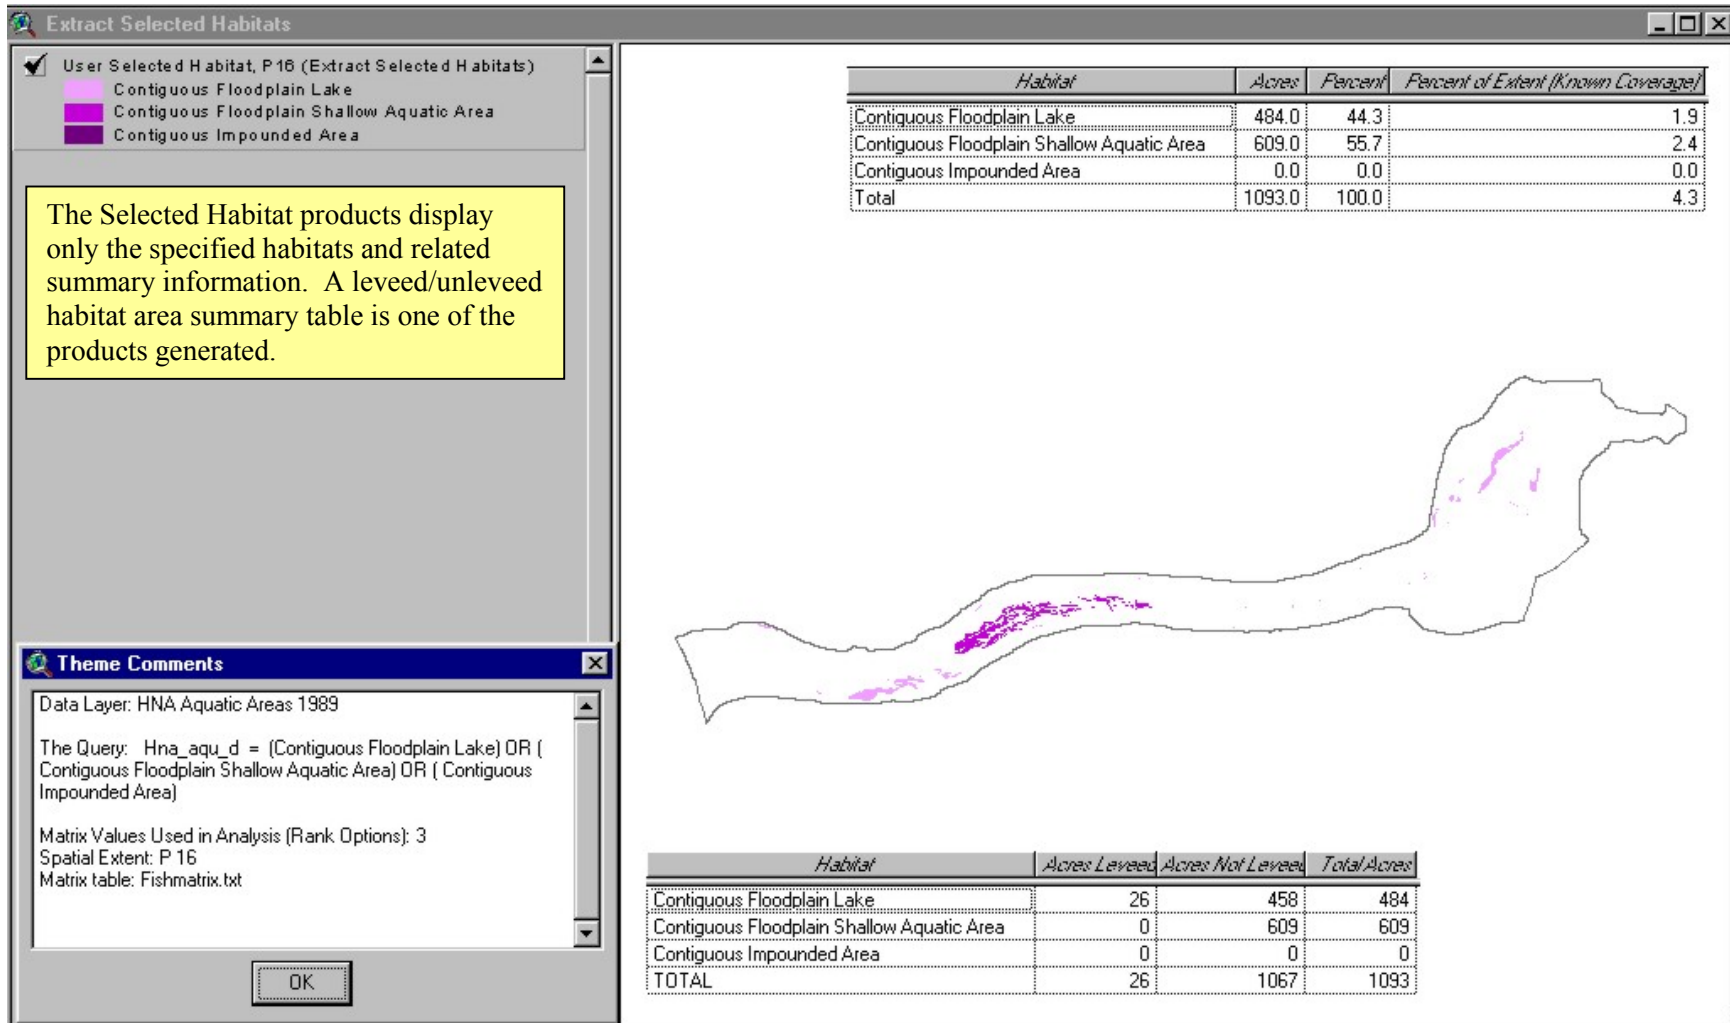 Extract Selected Habitats
User Selected Habitat, P16 (Extract Selected Habitats)
Contiguous Floodplain Lake
Contiguous Floodplain Shallow Aquatic Area
Contiguous Impounded Area
The Selected Habitat products display
only the specified habitats and related
summary information.  A leveed/unleveed
habitat area summary table is one of the
products generated.
Habitat Acres Percent Percent of Extent (Known Coverage)
Contiguous Floodplain Lake 484.0 44.3 1.9
Contiguous Floodplain Shallow Aquatic Area 609.0 55.7 2.4
Contiguous Impounded Area 0.0 0.0 0.0
Total 1093.0 100.0 4.3
Theme Comments
Data Layer: HNA Aquatic Areas 1989
The Query:   Hna_aqu_d  =  (Contiguous Floodplain Lake) OR (
Contiguous Floodplain Shallow Aquatic Area) OR ( Contiguous
Impounded Area)
Matrix Values Used in Analysis (Rank Options): 3
Spatial Extent: P 16
Matrix table: Fishmatrix.txt
OK
Habitat Acres Leveed Acres Not Leveed Total Acres
Contiguous Floodplain Lake 26 458 484
Contiguous Floodplain Shallow Aquatic Area 0 609 609
Contiguous Impounded Area 0 0 0
TOTAL 26 1067 1093